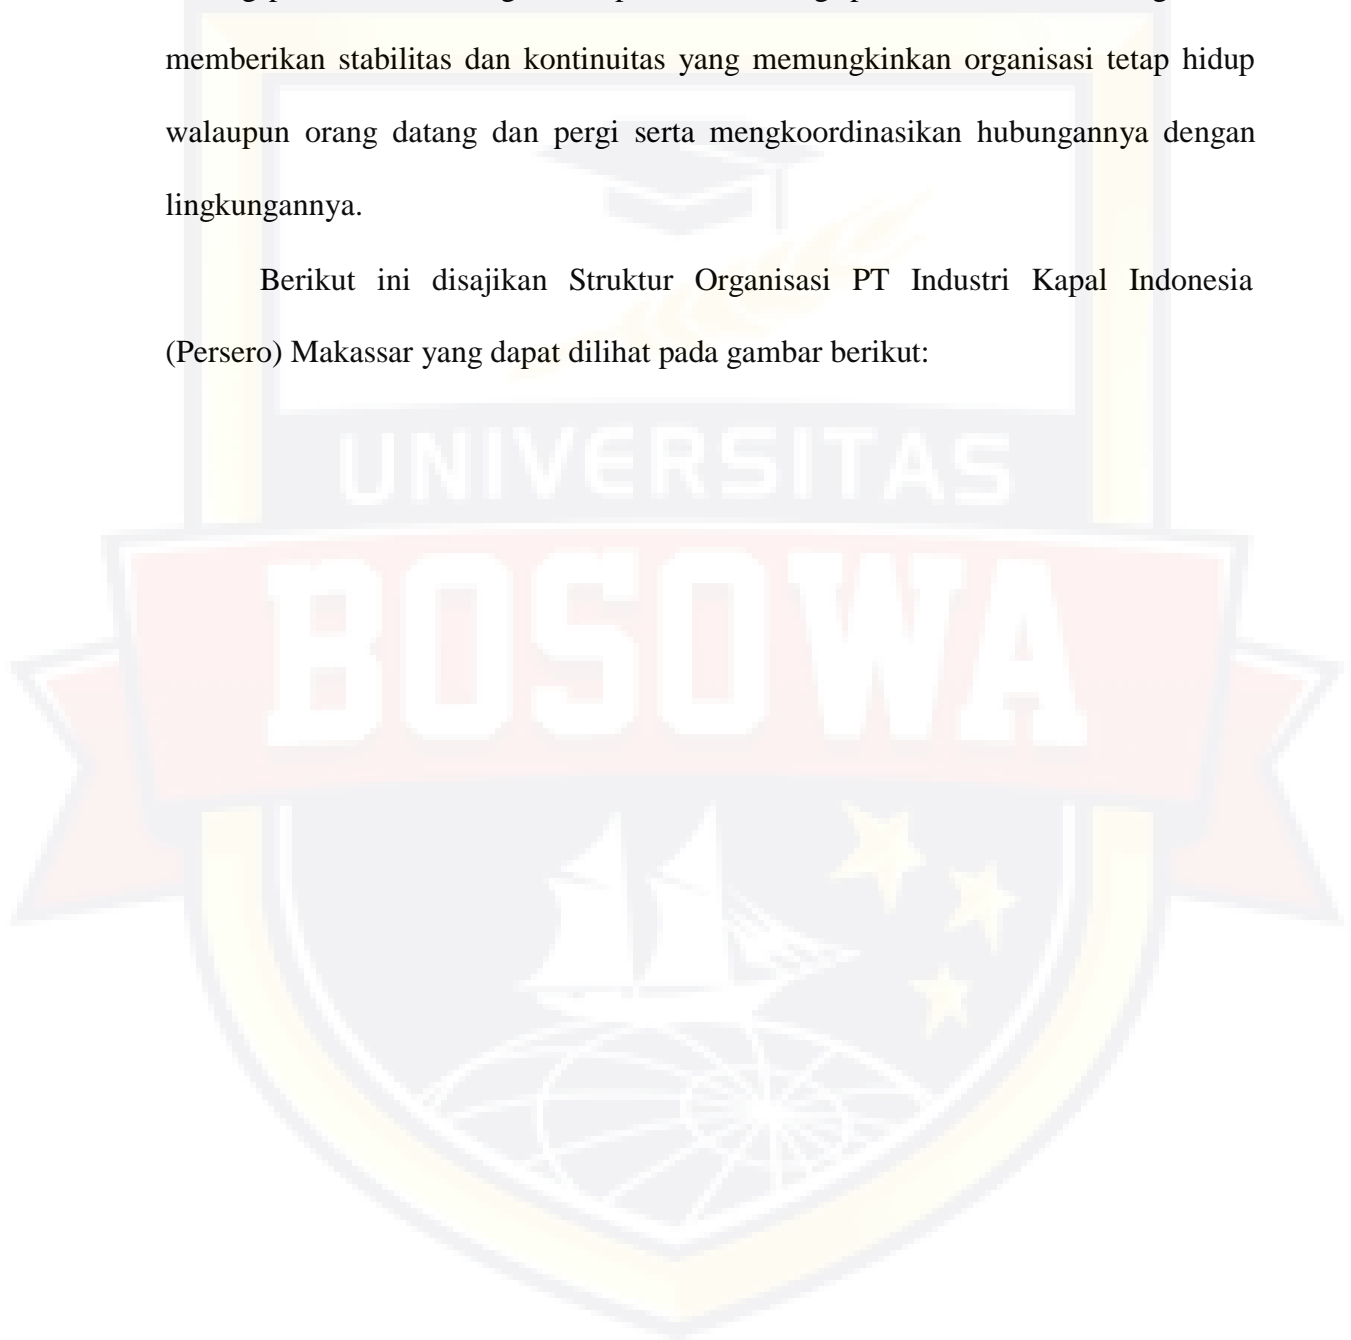 memberikan stabilitas dan kontinuitas yang memungkinkan organisasi tetap hidup
walaupun orang datang dan pergi serta mengkoordinasikan hubungannya dengan
lingkungannya.
Berikut ini disajikan Struktur Organisasi PT Industri Kapal Indonesia
(Persero) Makassar yang dapat dilihat pada gambar berikut:
UNIVERSITAS
BOSOWA